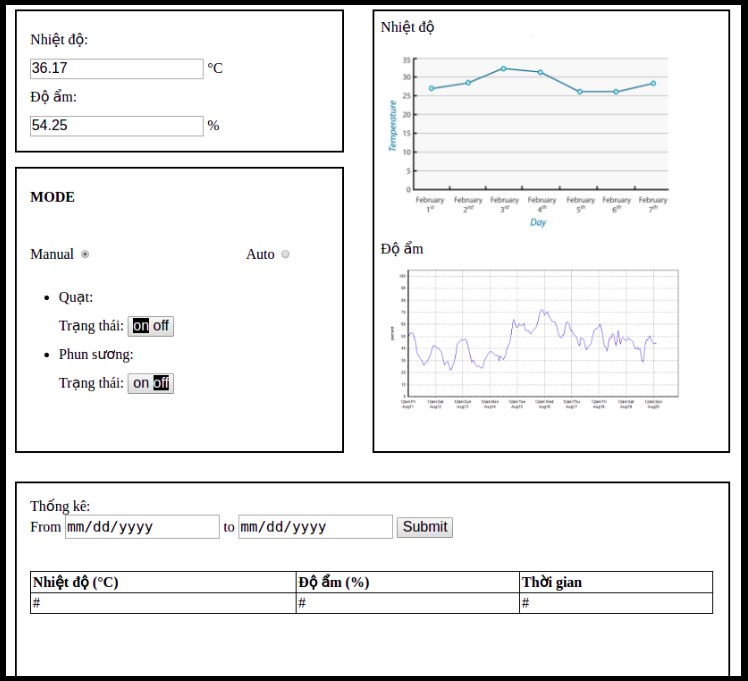 Nhiệt độ:
36.17 °C
Độ ẩm:
54.25 %
MODE
Manual Auto
Quạt:
Trạng thái: on off
Phun sương:
Trạng thái: on off
Nhiệt độ
35
30
25
20
15
10
5
0
Temperature
February 1st February 2nd February 3rd February 4th February 5th February 6th February 7th
Day
Độ ẩm
Thống kê:
From mm/dd/yyyy to mm/dd/yyyy Submit
Nhiệt độ (°C) Độ ẩm (%) Thời gian
# # #